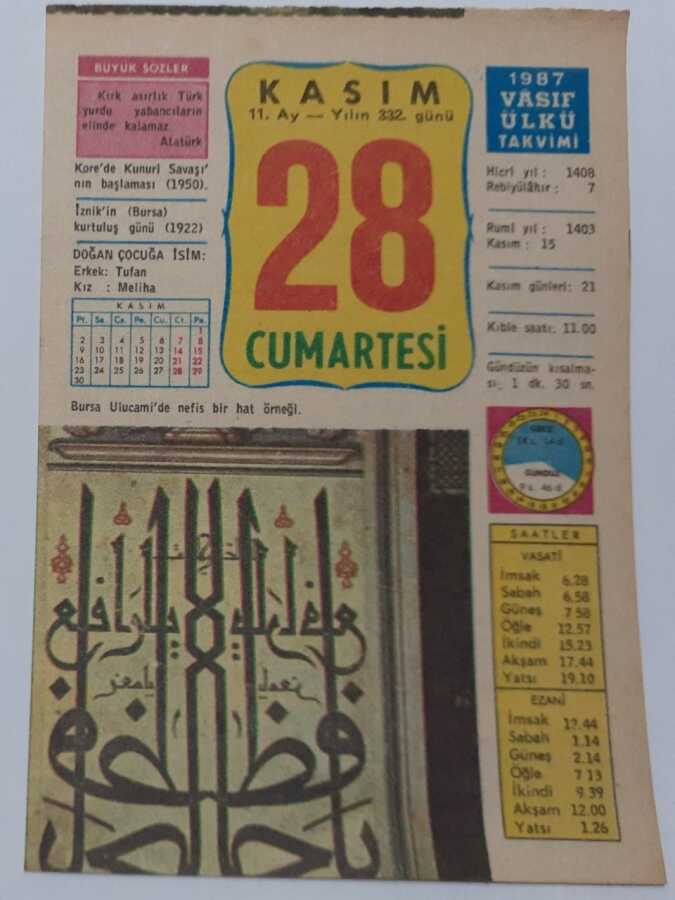 BÜYÜK SÖZLER
Kırk asırlık Türk
yurdu yabancıların
elinde kalamaz.
Atatürk
Kore'de Kunuri Savaşı'
nın başlaması (1950).
İznik'in (Bursa)
kurtuluş günü (1922)
DOĞAN ÇOCUĞA İSİM:
Erkek: Tufan
Kız : Meliha
KASIM
Pt. Sa. Ça. Pe. Cu. Ct. Pa.
1
2 3 4 5 6 7 8
9 10 11 12 13 14 15
16 17 18 19 20 21 22
23 24 25 26 27 28 29
30
KASIM
11. Ay — Yılın 332. günü
28
CUMARTESİ
1987
VÂSIF
ÜLKÜ
TAKVİMİ
Hicrî yıl : 1408
Rebiyülâhır : 7
Rumî yıl : 1403
Kasım : 15
Kasım günleri: 21
Kıble saati: 11.00
Gündüzün kısalma-
sı: 1 dk. 30 sn.
Bursa Ulucami'de nefis bir hat örneği.
GECE
14 s. 14 d.
GÜNDÜZ
9 s. 46 d.
SAATLER
VASATİ
İmsak 6.28
Sabah 6.58
Güneş 7.58
Öğle 12.57
İkindi 15.23
Akşam 17.44
Yatsı 19.10
EZANİ
İmsak 12.44
Sabah 1.14
Güneş 2.14
Öğle 7.13
İkindi 9.39
Akşam 12.00
Yatsı 1.26